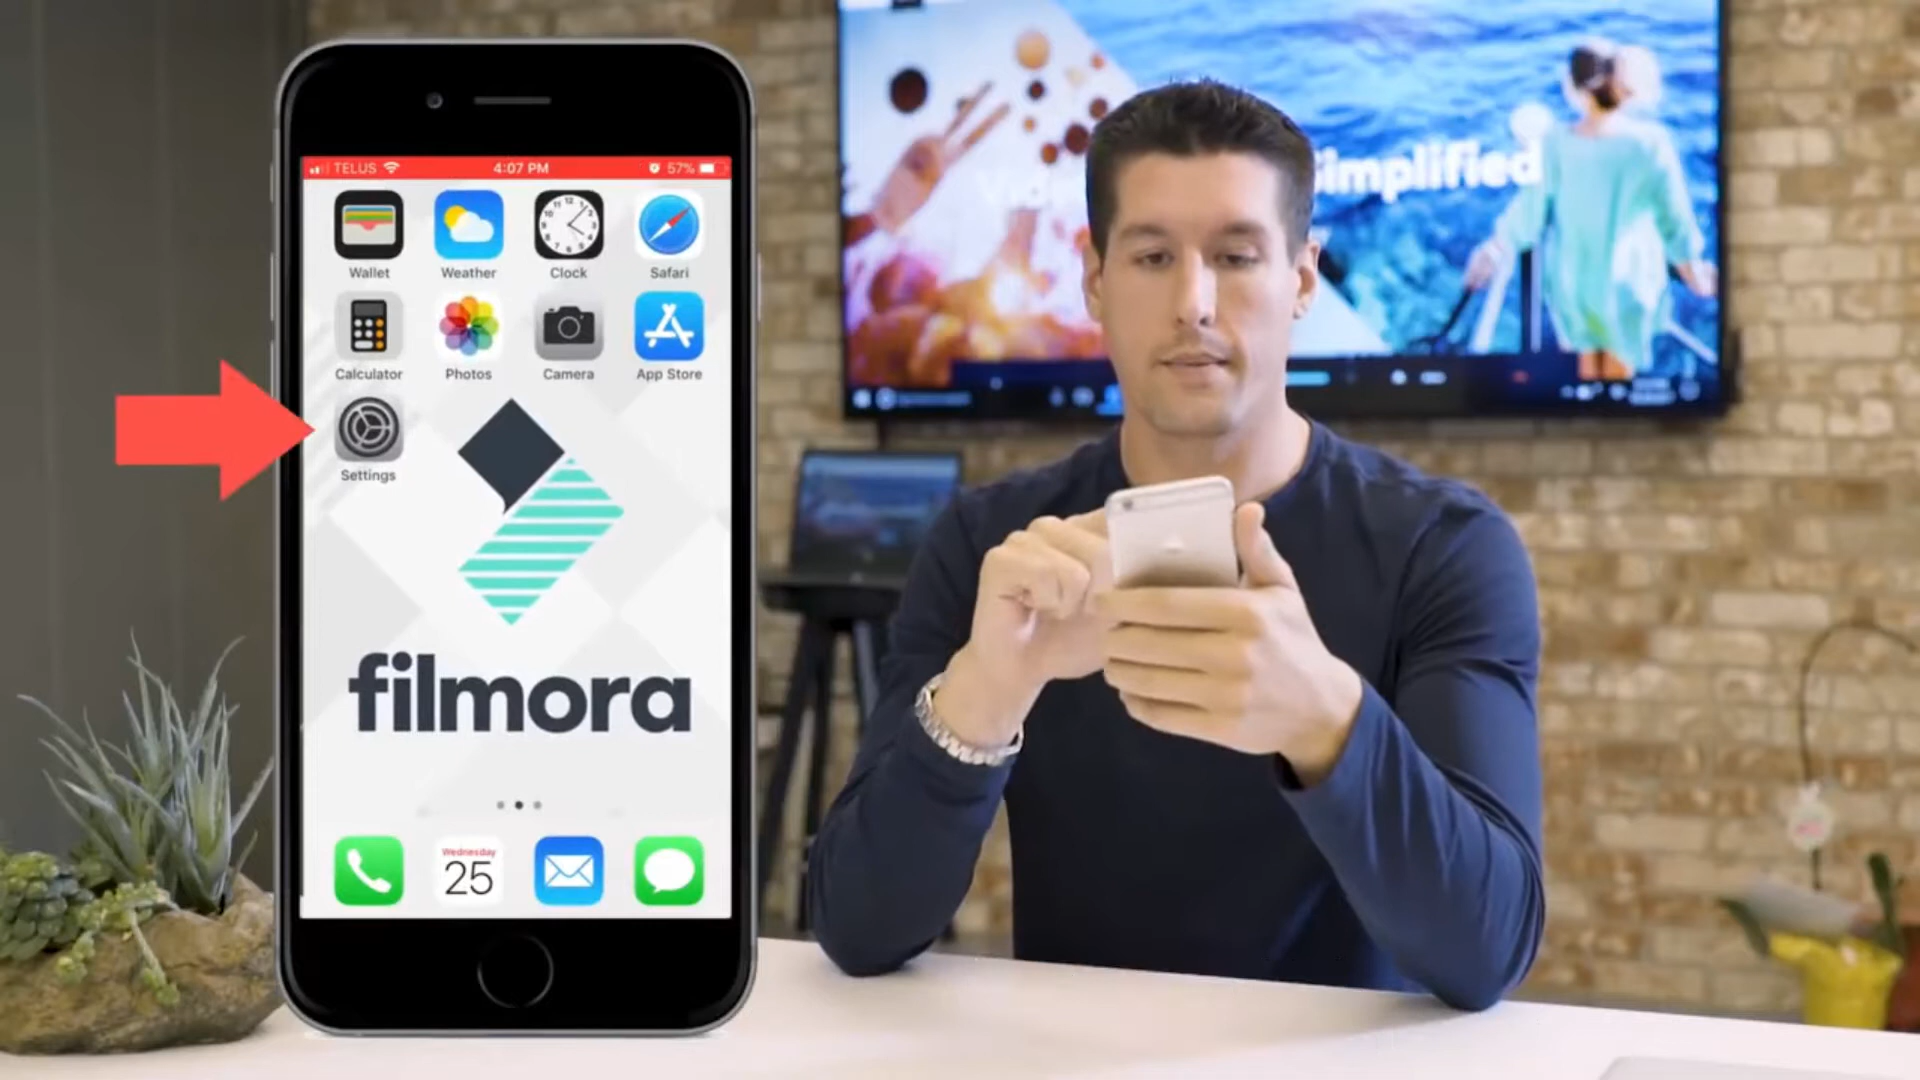 TELUS 4:07 PM 57%
Wallet Weather Clock Safari
Calculator Photos Camera App Store
Settings
filmora
Wednesday
25
Simplified